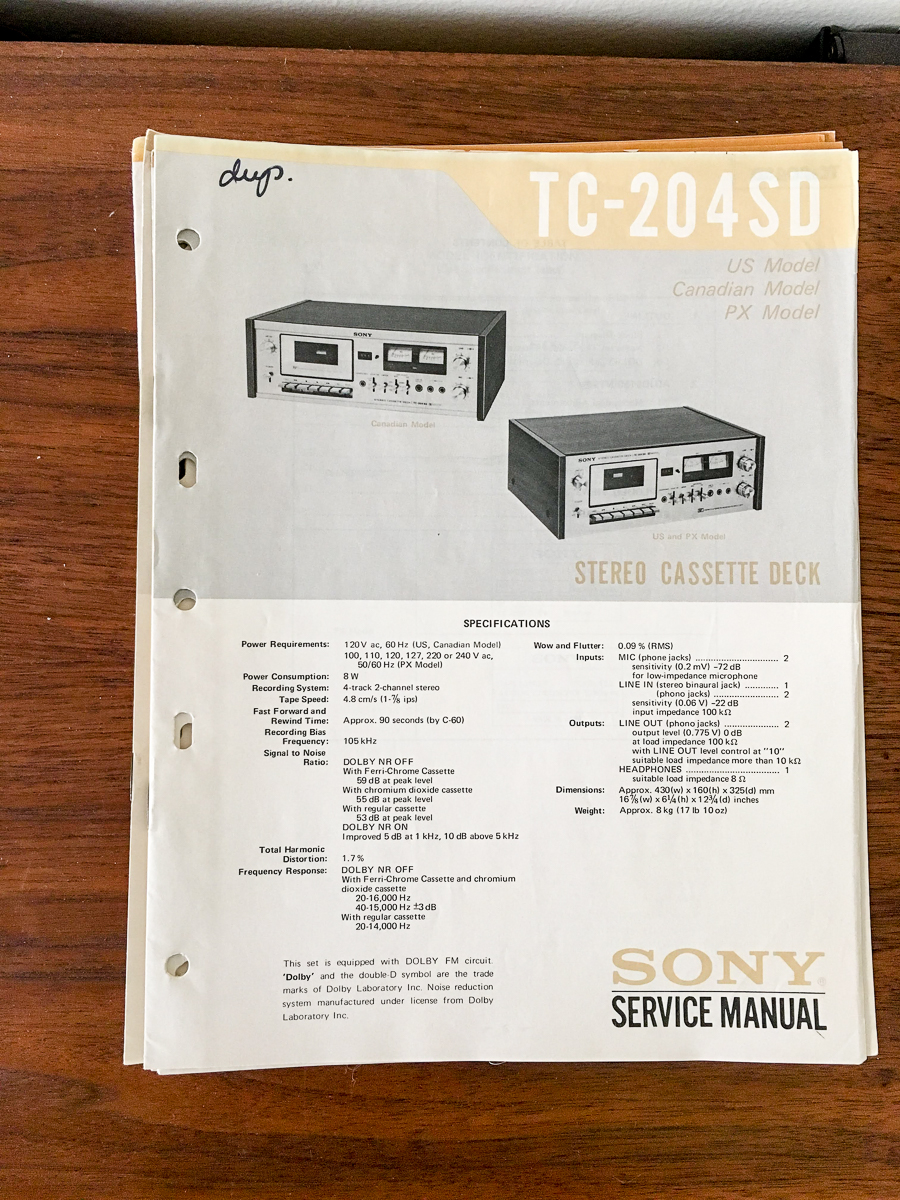 dup.
TC-204SD
US Model
Canadian Model
PX Model
SONY
Canadian Model
SONY
US and PX Model
STEREO CASSETTE DECK
SPECIFICATIONS
Power Requirements: 120 V ac, 60 Hz (US, Canadian Model)
100, 110, 120, 127, 220 or 240 V ac,
50/60 Hz (PX Model)
Power Consumption: 8 W
Recording System: 4-track 2-channel stereo
Tape Speed: 4.8 cm/s (1-⅞ ips)
Fast Forward and
Rewind Time: Approx. 90 seconds (by C-60)
Recording Bias
Frequency: 105 kHz
Signal to Noise
Ratio: DOLBY NR OFF
With Ferri-Chrome Cassette
59 dB at peak level
With chromium dioxide cassette
55 dB at peak level
With regular cassette
53 dB at peak level
DOLBY NR ON
Improved 5 dB at 1 kHz, 10 dB above 5 kHz
Total Harmonic
Distortion: 1.7 %
Frequency Response: DOLBY NR OFF
With Ferri-Chrome Cassette and chromium
dioxide cassette
20-16,000 Hz
40-15,000 Hz ±3 dB
With regular cassette
20-14,000 Hz
Wow and Flutter: 0.09 % (RMS)
Inputs: MIC (phone jacks) ................................ 2
sensitivity (0.2 mV) –72 dB
for low-impedance microphone
LINE IN (stereo binaural jack) ............. 1
(phono jacks) .......................... 2
sensitivity (0.06 V) –22 dB
input impedance 100 kΩ
Outputs: LINE OUT (phono jacks) ..................... 2
output level (0.775 V) 0 dB
at load impedance 100 kΩ
with LINE OUT level control at "10"
suitable load impedance more than 10 kΩ
HEADPHONES .................................... 1
suitable load impedance 8 Ω
Dimensions: Approx. 430(w) x 160(h) x 325(d) mm
16⅞(w) x 6¼(h) x 12¾(d) inches
Weight: Approx. 8 kg (17 lb 10 oz)
This set is equipped with DOLBY FM circuit.
'Dolby' and the double-D symbol are the trade
marks of Dolby Laboratory Inc. Noise reduction
system manufactured under license from Dolby
Laboratory Inc.
SONY®
SERVICE MANUAL